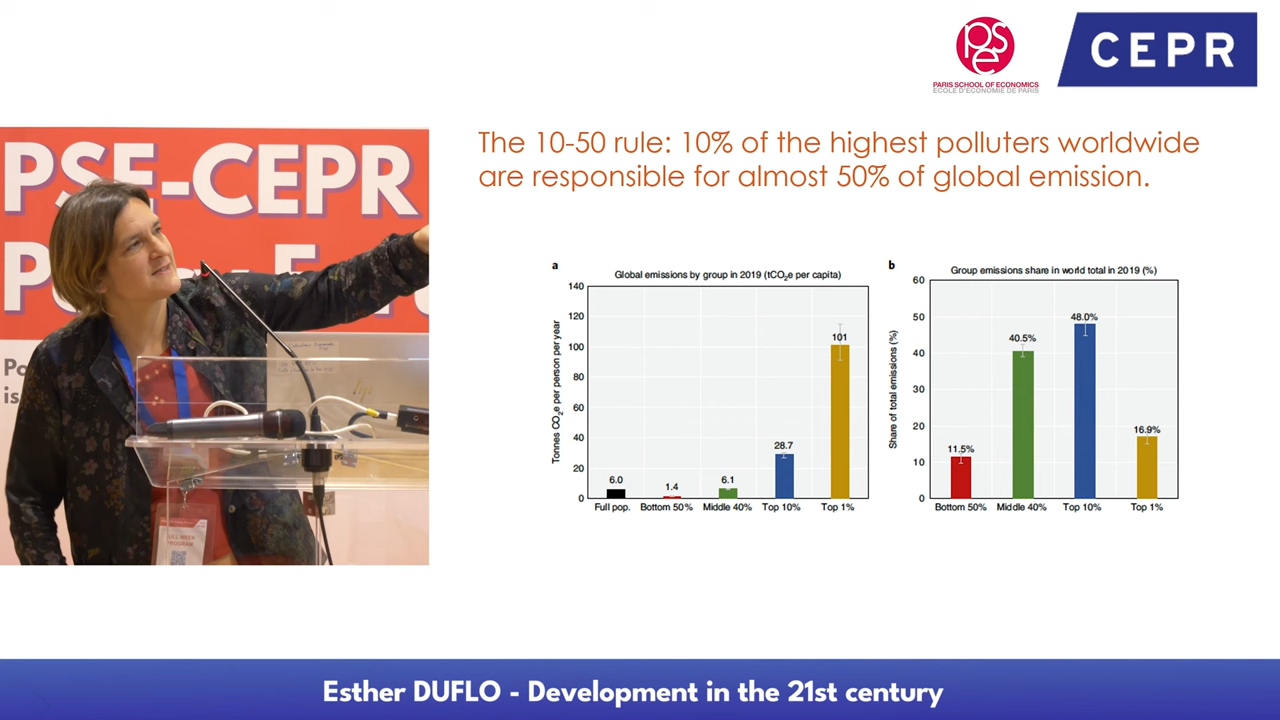 pse
PARIS SCHOOL OF ECONOMICS
ECOLE D'ECONOMIE DE PARIS
CEPR
PSE-CEPR
Po
is
The 10-50 rule: 10% of the highest polluters worldwide
are responsible for almost 50% of global emission.
a
Global emissions by group in 2019 (tCO₂e per capita)
Tonnes CO₂e per person per year
140
120
100
80
60
40
20
0
6.0
1.4
6.1
28.7
101
Full pop.
Bottom 50%
Middle 40%
Top 10%
Top 1%
b
Group emissions share in world total in 2019 (%)
Share of total emissions (%)
60
50
40
30
20
10
0
11.5%
40.5%
48.0%
16.9%
Bottom 50%
Middle 40%
Top 10%
Top 1%
Esther DUFLO - Development in the 21st century